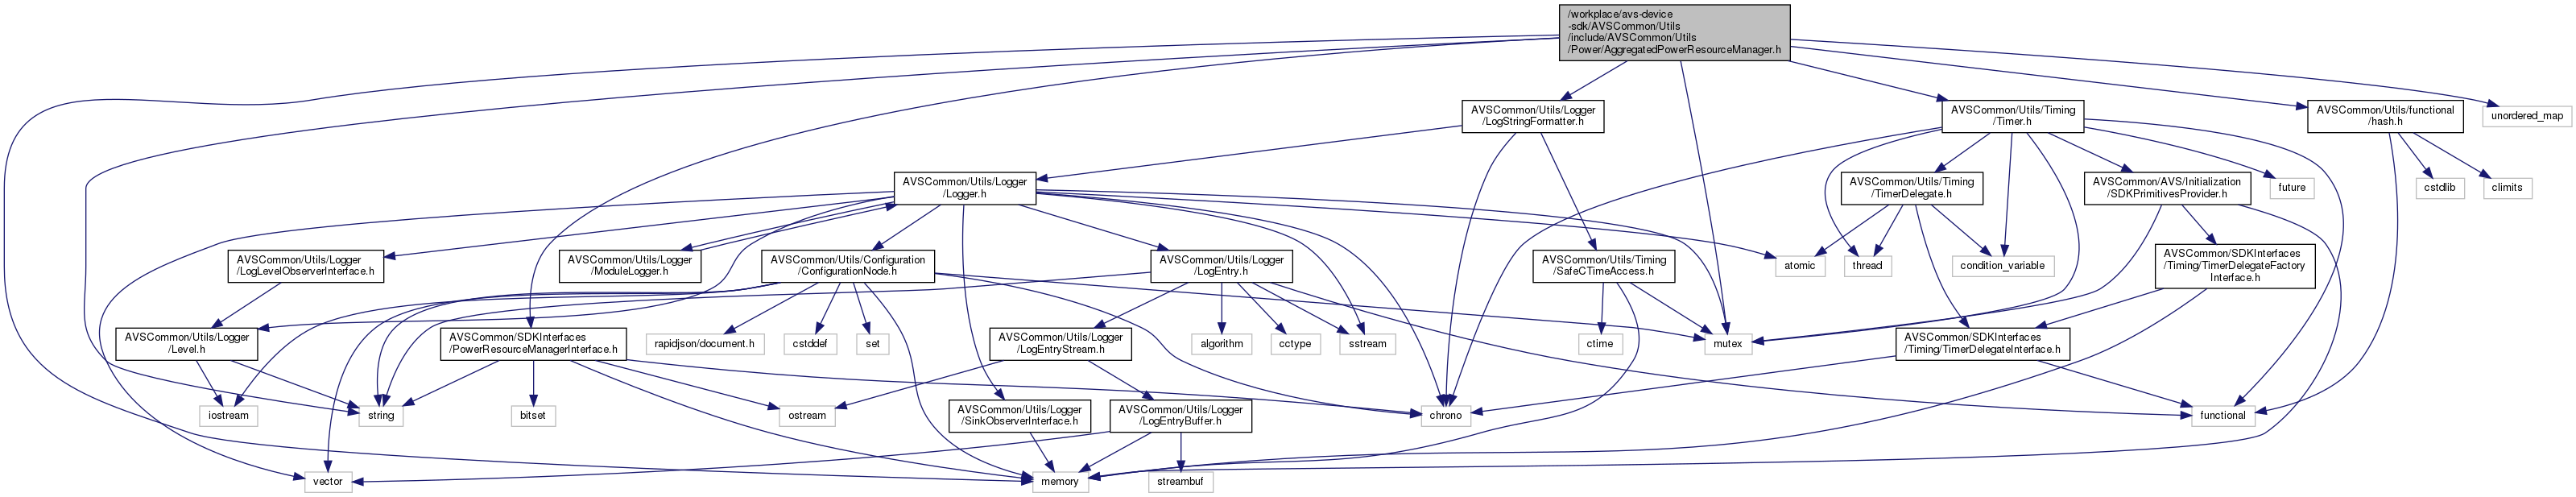 /workplace/avs-device
-sdk/AVSCommon/Utils
/include/AVSCommon/Utils
/Power/AggregatedPowerResourceManager.h
AVSCommon/Utils/Logger
/LogStringFormatter.h
AVSCommon/Utils/Timing
/Timer.h
AVSCommon/Utils/functional
/hash.h
unordered_map
AVSCommon/Utils/Logger
/Logger.h
AVSCommon/Utils/Timing
/TimerDelegate.h
AVSCommon/AVS/Initialization
/SDKPrimitivesProvider.h
future
cstdlib
climits
AVSCommon/Utils/Logger
/LogLevelObserverInterface.h
AVSCommon/Utils/Logger
/ModuleLogger.h
AVSCommon/Utils/Configuration
/ConfigurationNode.h
AVSCommon/Utils/Logger
/LogEntry.h
AVSCommon/Utils/Timing
/SafeCTimeAccess.h
atomic
thread
condition_variable
AVSCommon/SDKInterfaces
/Timing/TimerDelegateFactory
Interface.h
AVSCommon/Utils/Logger
/Level.h
AVSCommon/SDKInterfaces
/PowerResourceManagerInterface.h
rapidjson/document.h
cstddef
set
AVSCommon/Utils/Logger
/LogEntryStream.h
algorithm
cctype
sstream
ctime
mutex
AVSCommon/SDKInterfaces
/Timing/TimerDelegateInterface.h
iostream
string
bitset
ostream
AVSCommon/Utils/Logger
/SinkObserverInterface.h
AVSCommon/Utils/Logger
/LogEntryBuffer.h
chrono
functional
vector
memory
streambuf